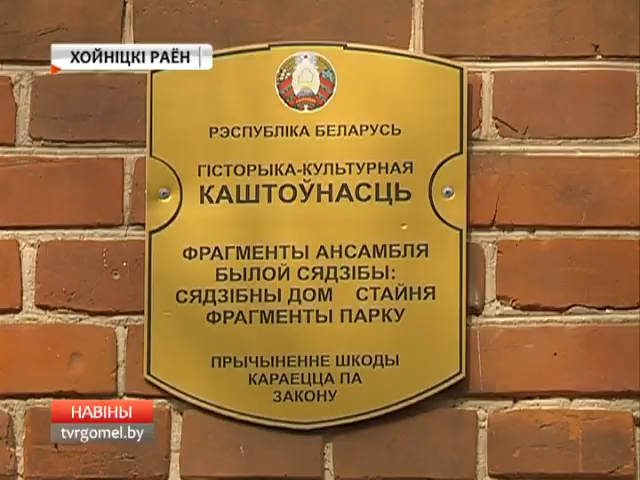 ХОЙНІЦКІ РАЁН
РЭСПУБЛІКА БЕЛАРУСЬ
ГІСТОРЫКА-КУЛЬТУРНАЯ
КАШТОЎНАСЦЬ
ФРАГМЕНТЫ АНСАМБЛЯ
БЫЛОЙ СЯДЗІБЫ:
СЯДЗІБНЫ ДОМ СТАЙНЯ
ФРАГМЕНТЫ ПАРКУ
ПРЫЧЫНЕННЕ ШКОДЫ
КАРАЕЦЦА ПА
ЗАКОНУ
НАВІНЫ
tvrgomel.by